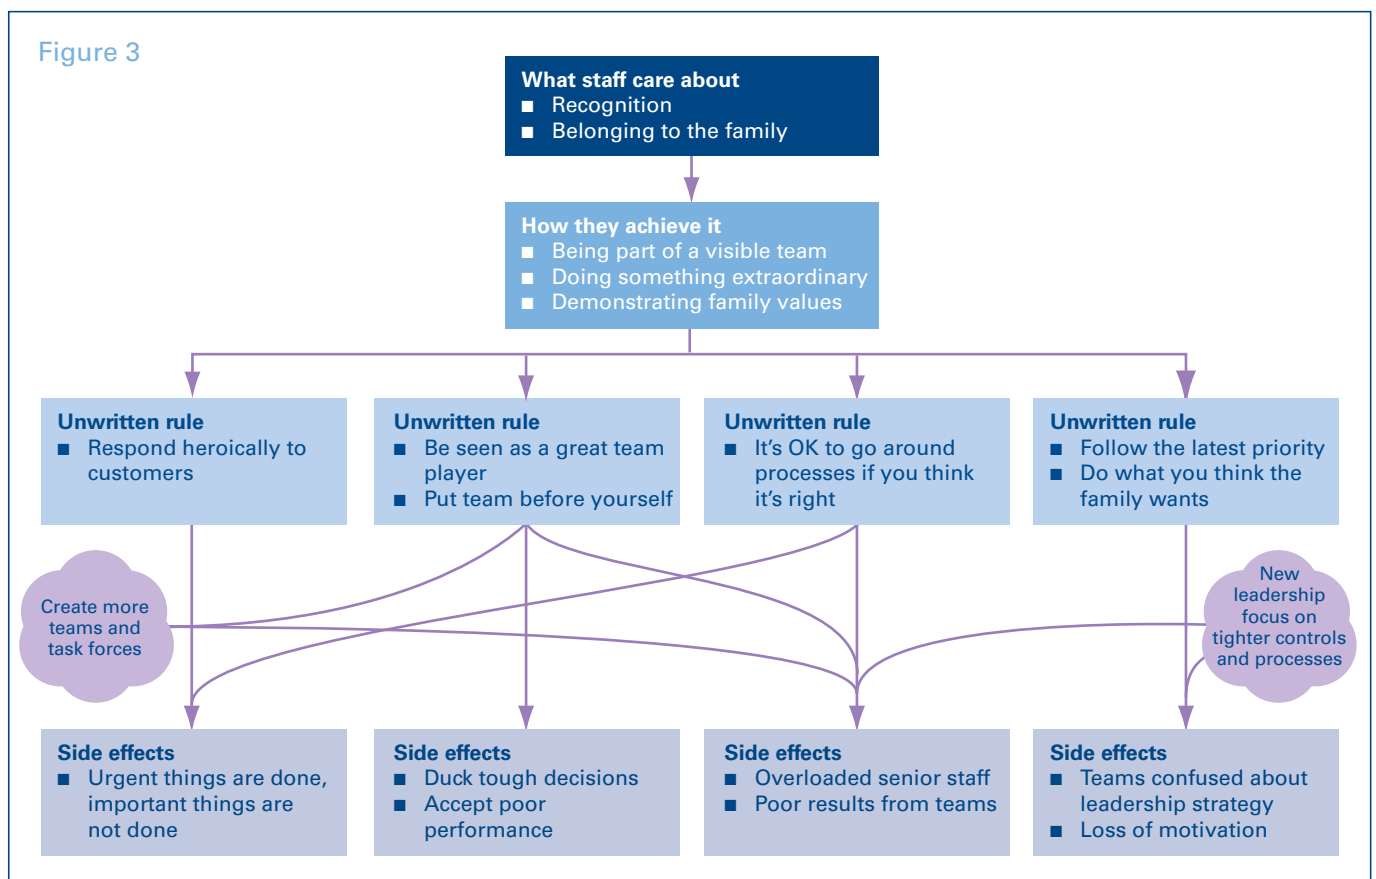 Figure 3
What staff care about
■ Recognition
■ Belonging to the family
How they achieve it
■ Being part of a visible team
■ Doing something extraordinary
■ Demonstrating family values
Unwritten rule
■ Respond heroically to
customers
Unwritten rule
■ Be seen as a great team
player
■ Put team before yourself
Unwritten rule
■ It's OK to go around
processes if you think
it's right
Unwritten rule
■ Follow the latest priority
■ Do what you think the
family wants
Create more
teams and
task forces
New
leadership
focus on
tighter controls
and processes
Side effects
■ Urgent things are done,
important things are
not done
Side effects
■ Duck tough decisions
■ Accept poor
performance
Side effects
■ Overloaded senior staff
■ Poor results from teams
Side effects
■ Teams confused about
leadership strategy
■ Loss of motivation